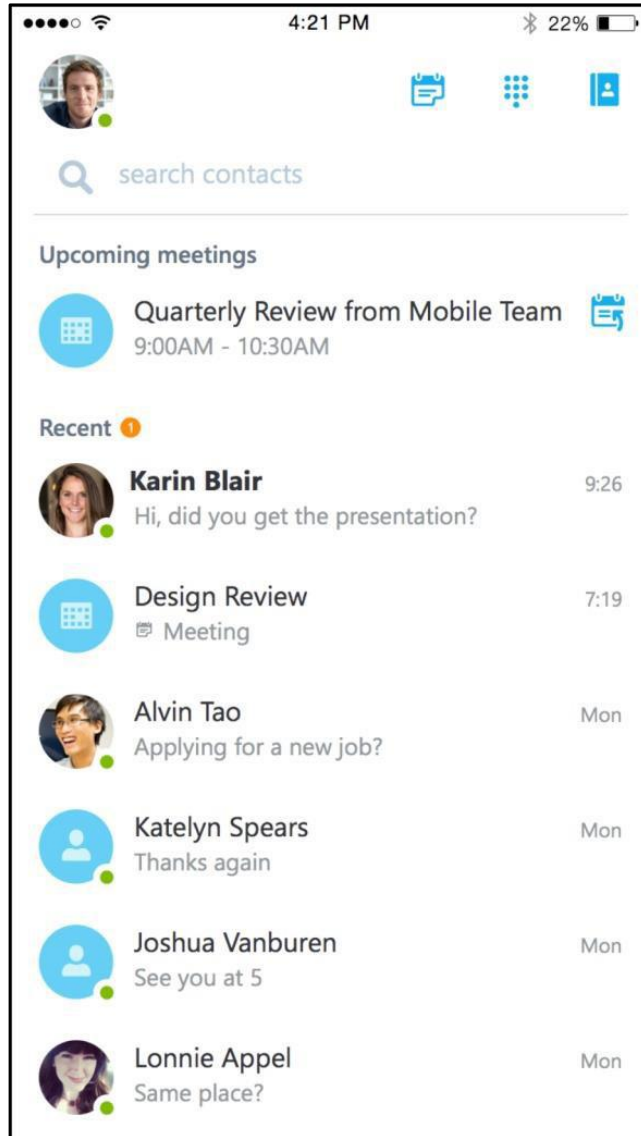 4:21 PM
22%
search contacts
Upcoming meetings
Quarterly Review from Mobile Team
9:00AM - 10:30AM
Recent 1
Karin Blair 9:26
Hi, did you get the presentation?
Design Review 7:19
Meeting
Alvin Tao Mon
Applying for a new job?
Katelyn Spears Mon
Thanks again
Joshua Vanburen Mon
See you at 5
Lonnie Appel Mon
Same place?